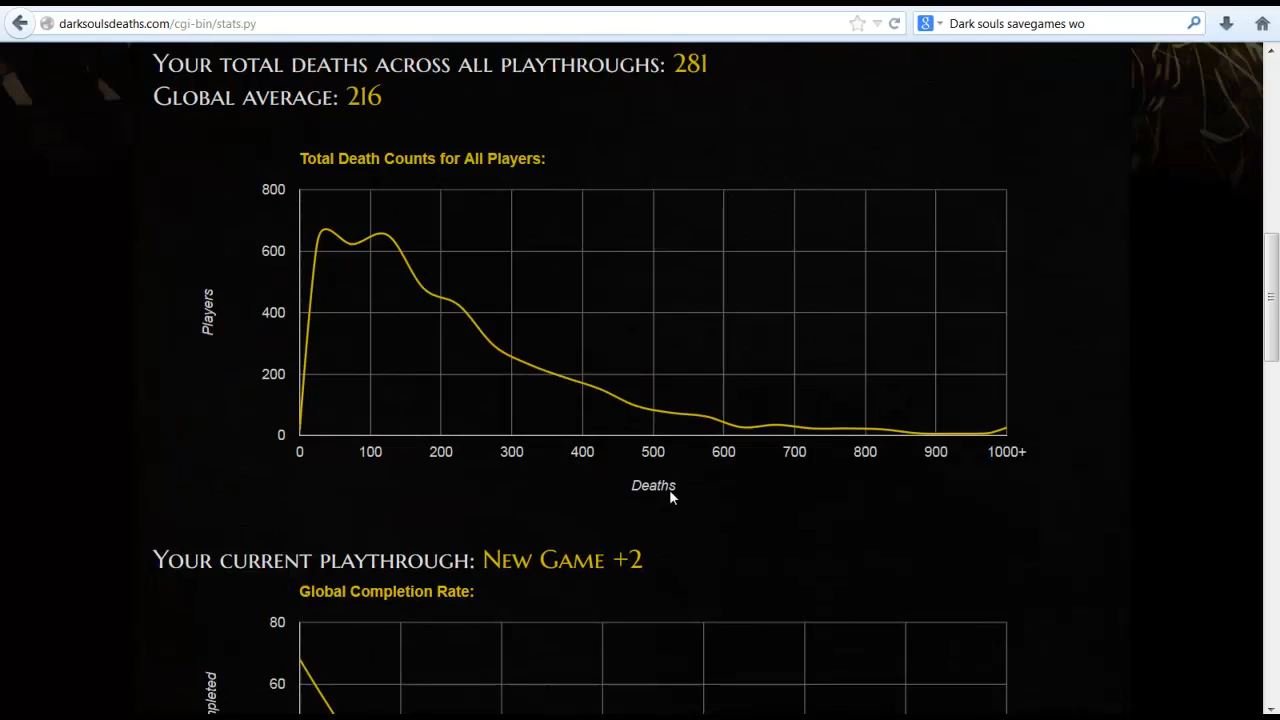 darksoulsdeaths.com/cgi-bin/stats.py
Dark souls savegames wo
Your total deaths across all playthroughs: 281
Global average: 216
Total Death Counts for All Players:
800
600
400
200
0
Players
0 100 200 300 400 500 600 700 800 900 1000+
Deaths
Your current playthrough: New Game +2
Global Completion Rate:
80
60
mpleted